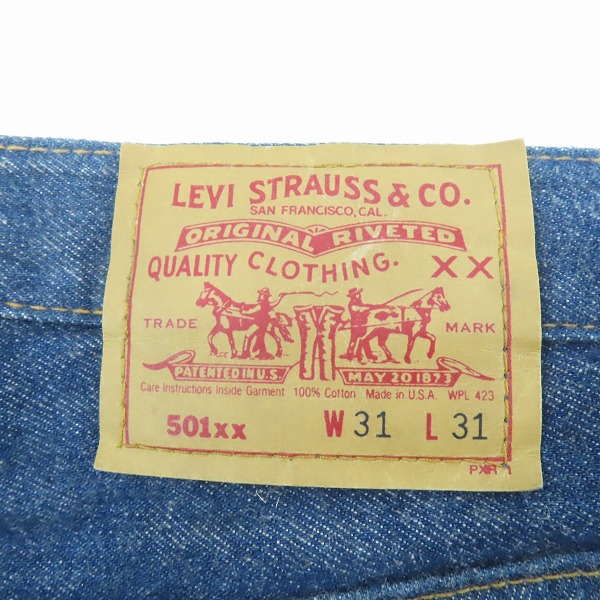 LEVI STRAUSS & CO.
SAN FRANCISCO, CAL.
ORIGINAL RIVETED
QUALITY CLOTHING. XX
TRADE MARK
PATENTED IN U.S. MAY 20 1873
Care Instructions Inside Garment 100% Cotton Made in U.S.A. WPL 423
501xx W 31 L 31